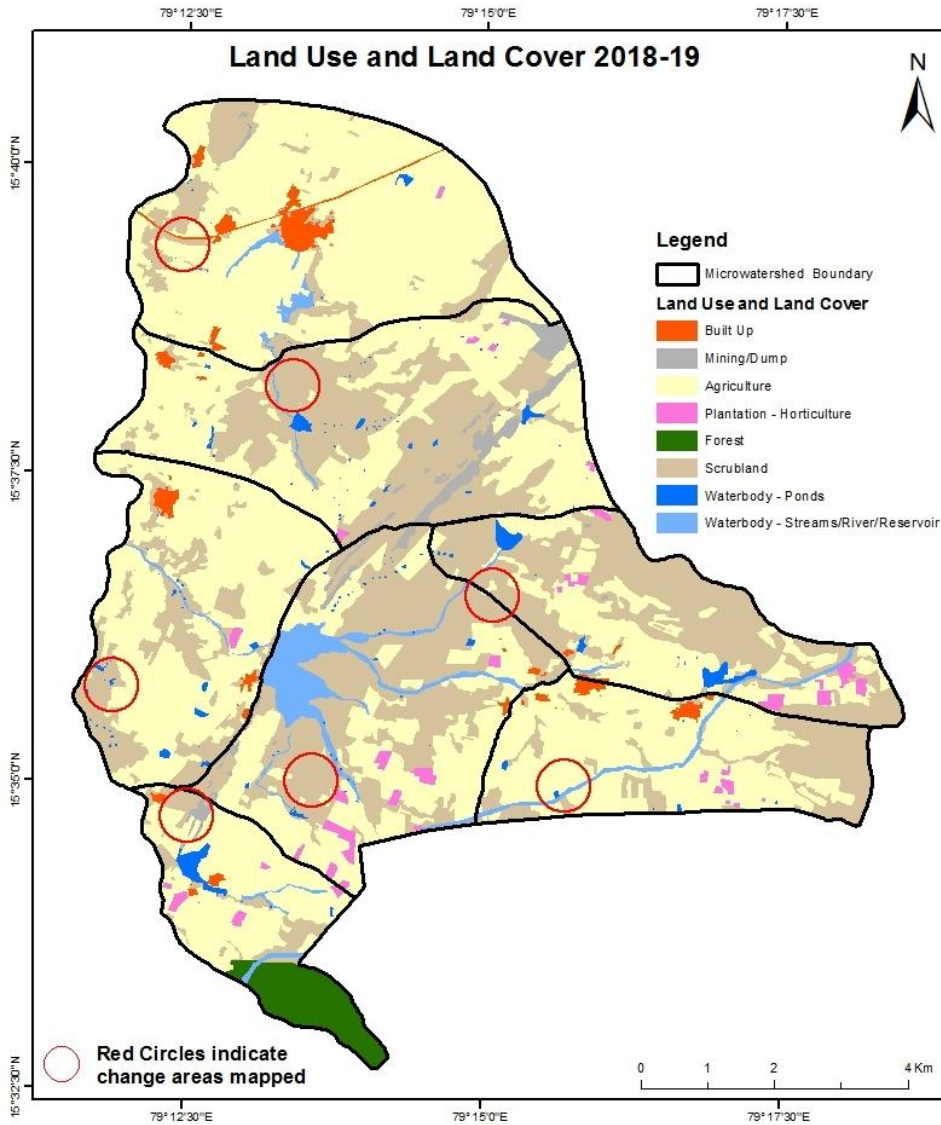 79°12'30"E 79°15'0"E 79°17'30"E
Land Use and Land Cover 2018-19
N
15°40'0"N
Legend
Microwatershed Boundary
Land Use and Land Cover
Built Up
Mining/Dump
Agriculture
Plantation - Horticulture
Forest
Scrubland
Waterbody - Ponds
Waterbody - Streams/River/Reservoir
15°37'30"N
15°35'0"N
Red Circles indicate
change areas mapped
0 1 2 4 Km
15°32'30"N
79°12'30"E 79°15'0"E 79°17'30"E